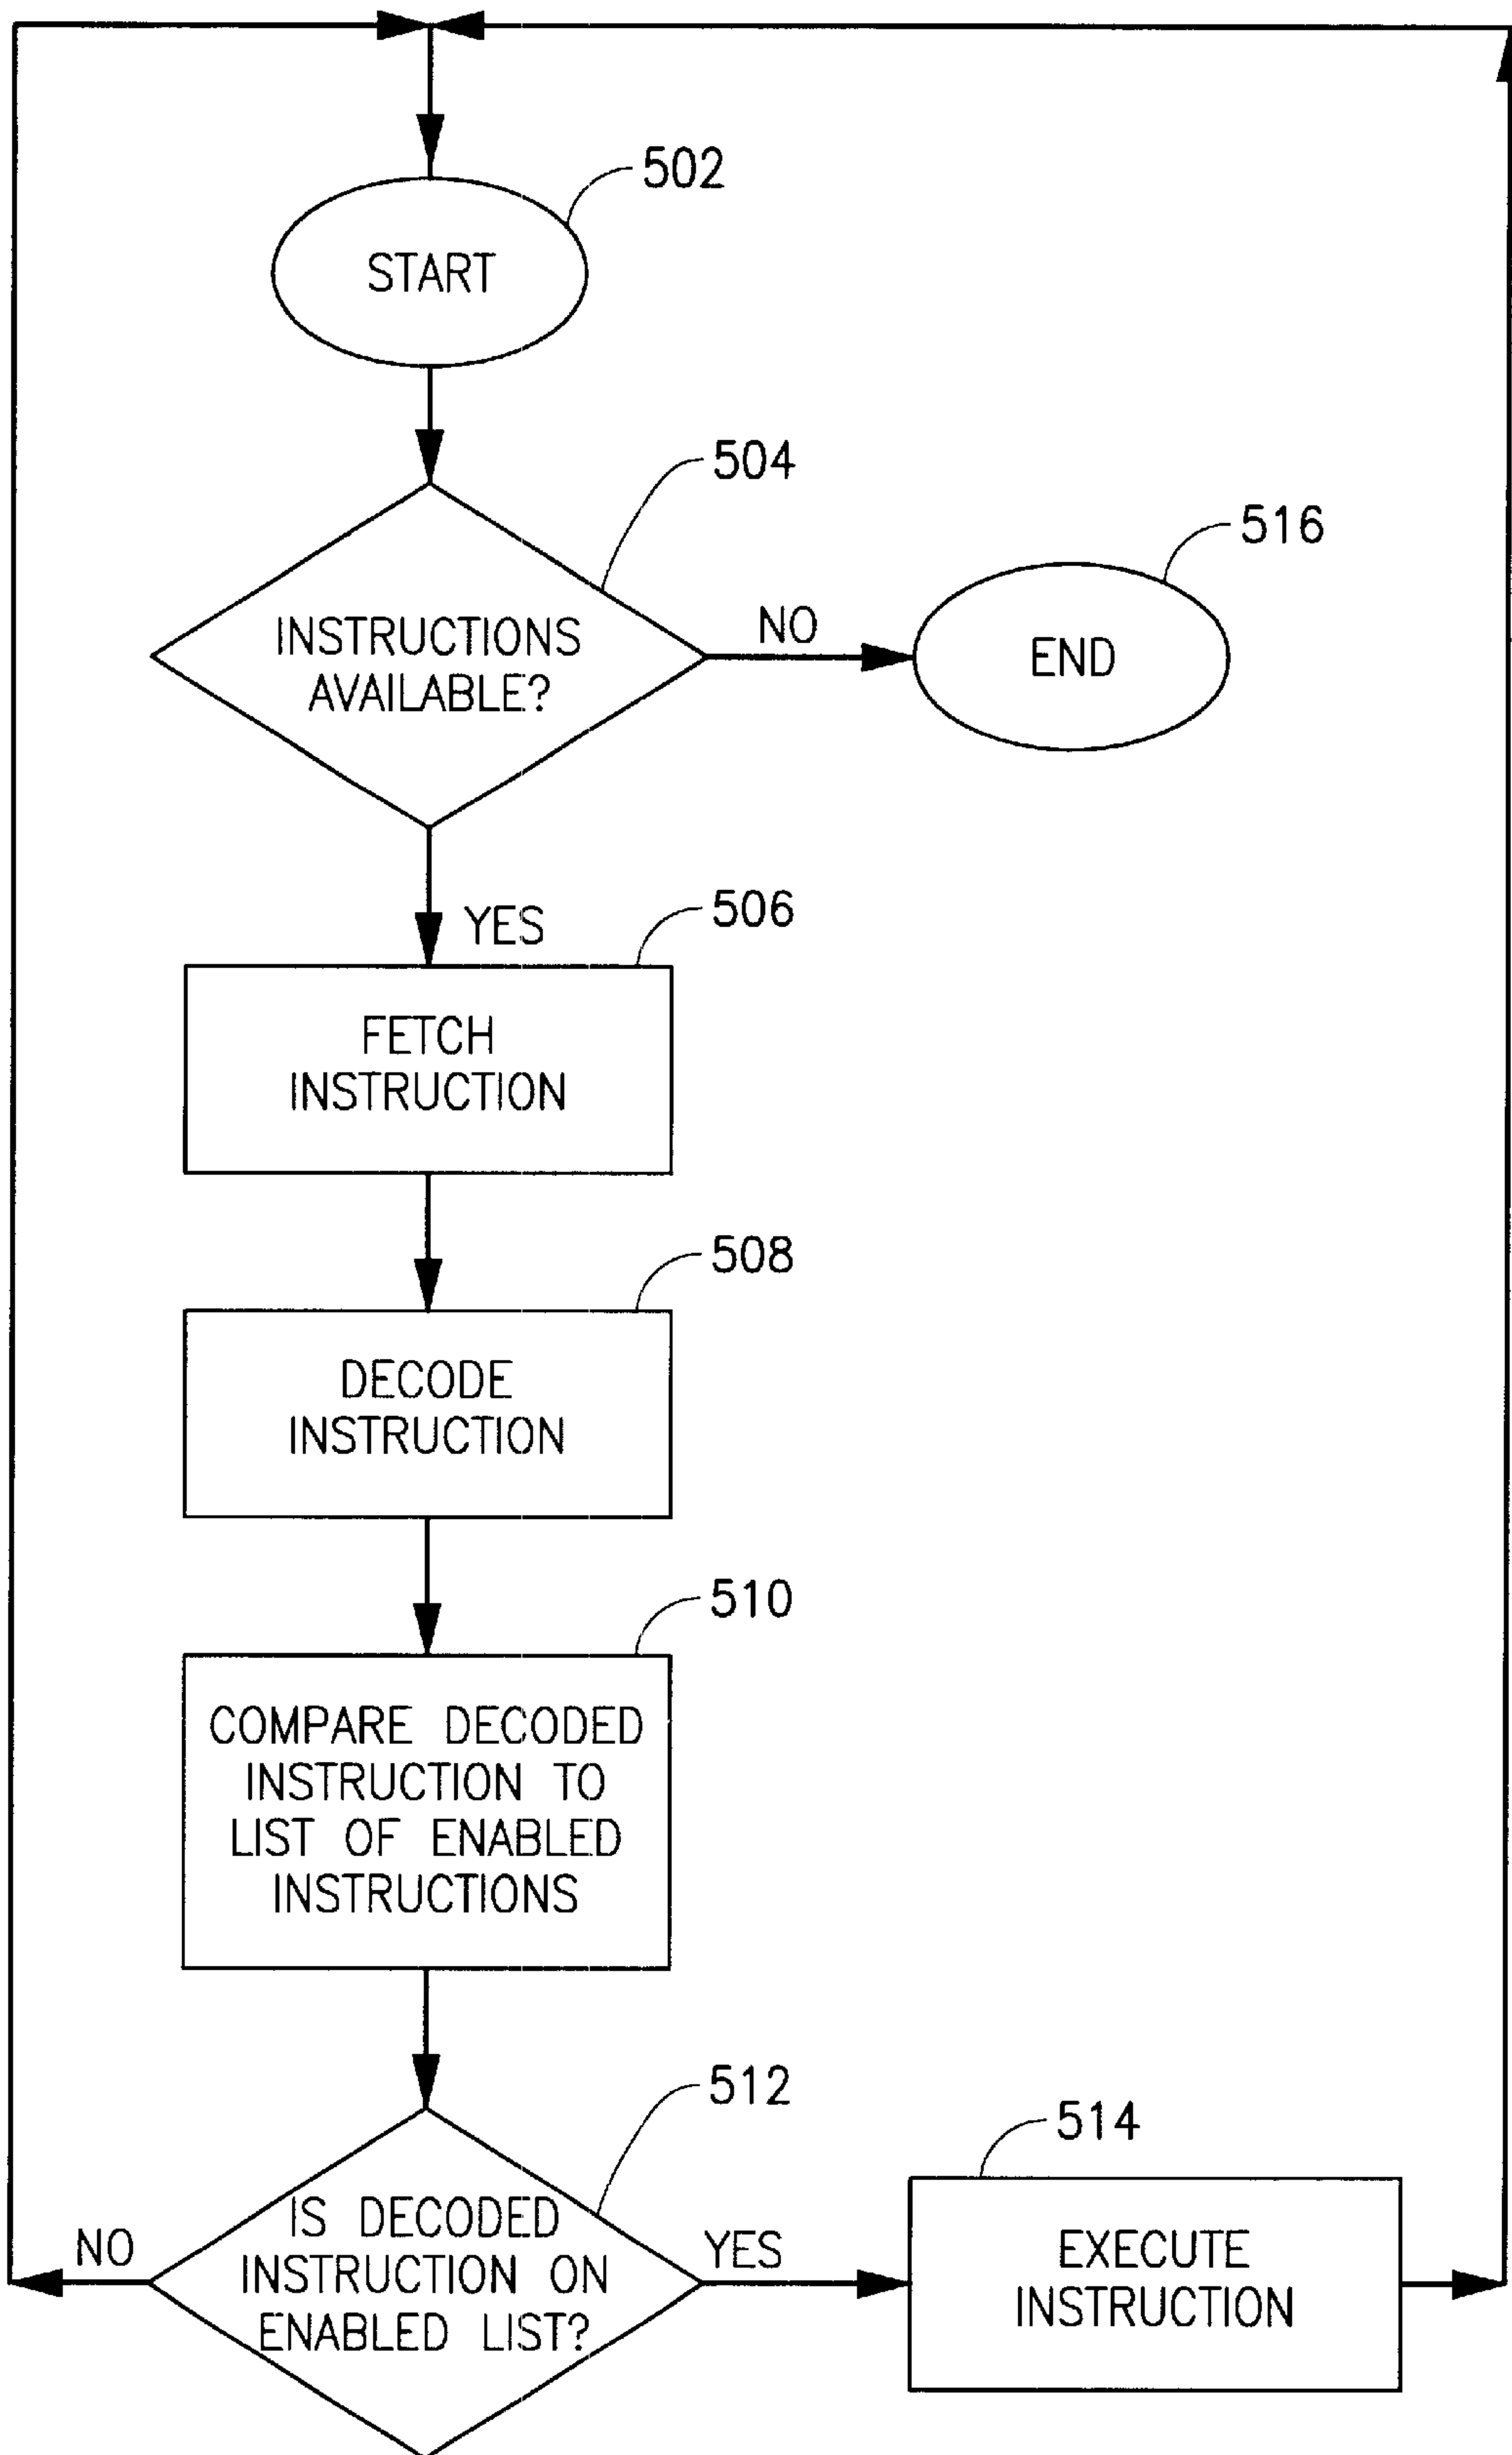 502
START
504
INSTRUCTIONS
AVAILABLE?
NO
516
END
YES
506
FETCH
INSTRUCTION
508
DECODE
INSTRUCTION
510
COMPARE DECODED
INSTRUCTION TO
LIST OF ENABLED
INSTRUCTIONS
512
IS DECODED
INSTRUCTION ON
ENABLED LIST?
NO
YES
514
EXECUTE
INSTRUCTION